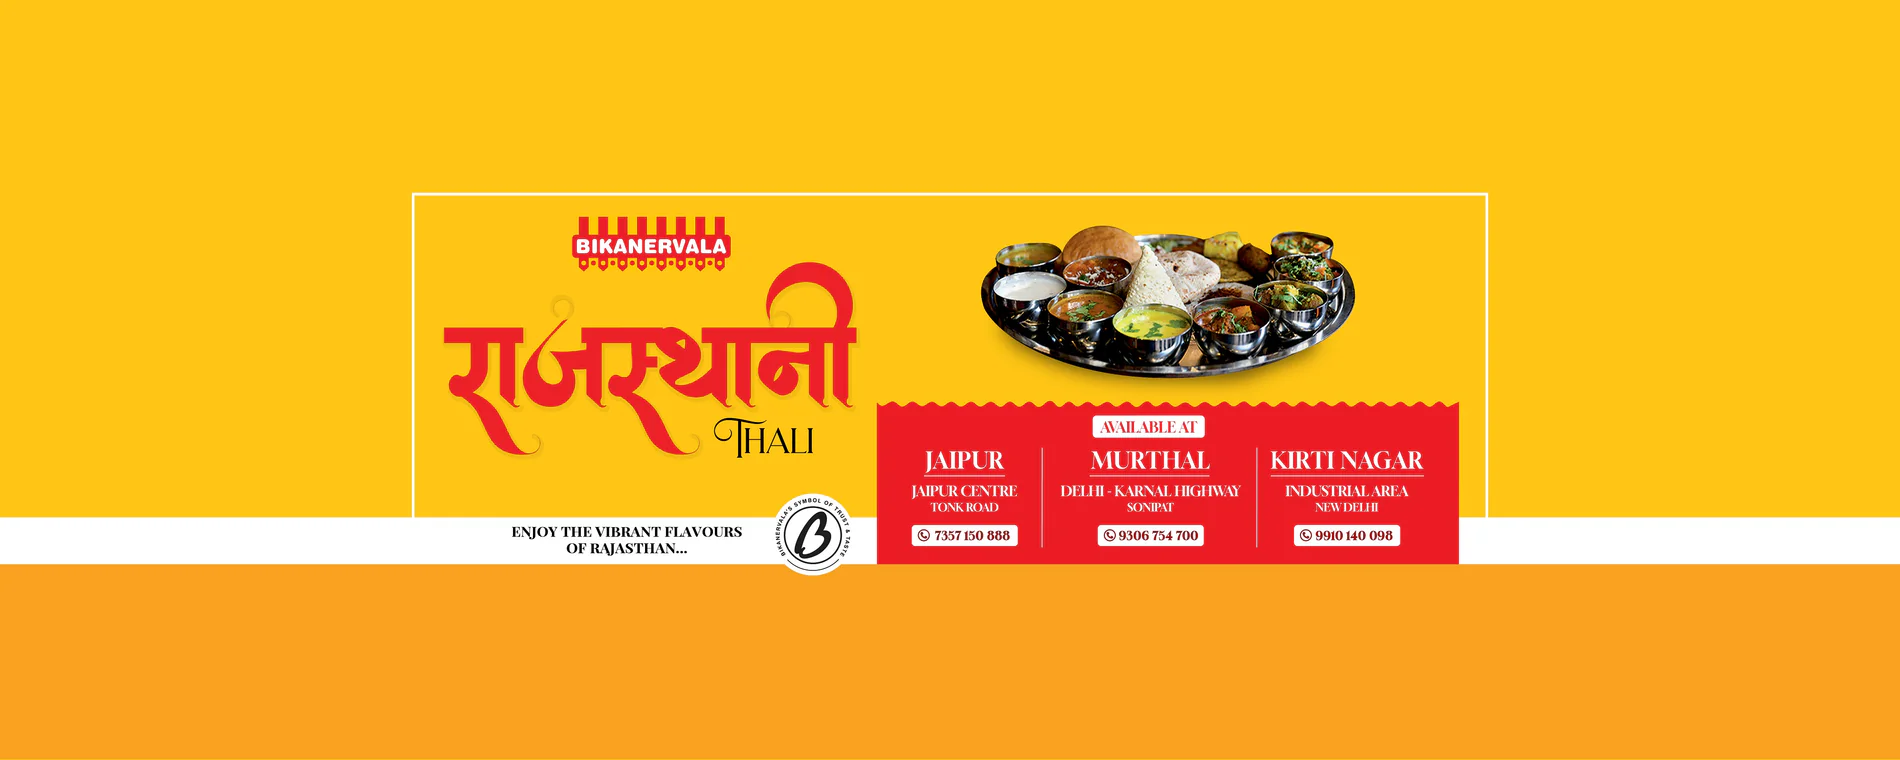 BIKANERVALA
राजस्थानी
THALI
ENJOY THE VIBRANT FLAVOURS
OF RAJASTHAN...
BIKANERVALA'S SYMBOL OF TRUST & TASTE
B
AVAILABLE AT
JAIPUR
JAIPUR CENTRE
TONK ROAD
7357 150 888
MURTHAL
DELHI - KARNAL HIGHWAY
SONIPAT
9306 754 700
KIRTI NAGAR
INDUSTRIAL AREA
NEW DELHI
9910 140 098